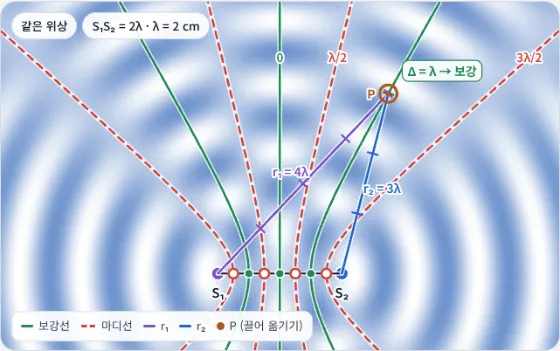 같은 위상
S₁S₂ = 2λ · λ = 2 cm
0
λ/2
3λ/2
Δ = λ → 보강
P
r₁ = 4λ
r₂ = 3λ
S₁
S₂
보강선
마디선
r₁
r₂
P (끌어 옮기기)